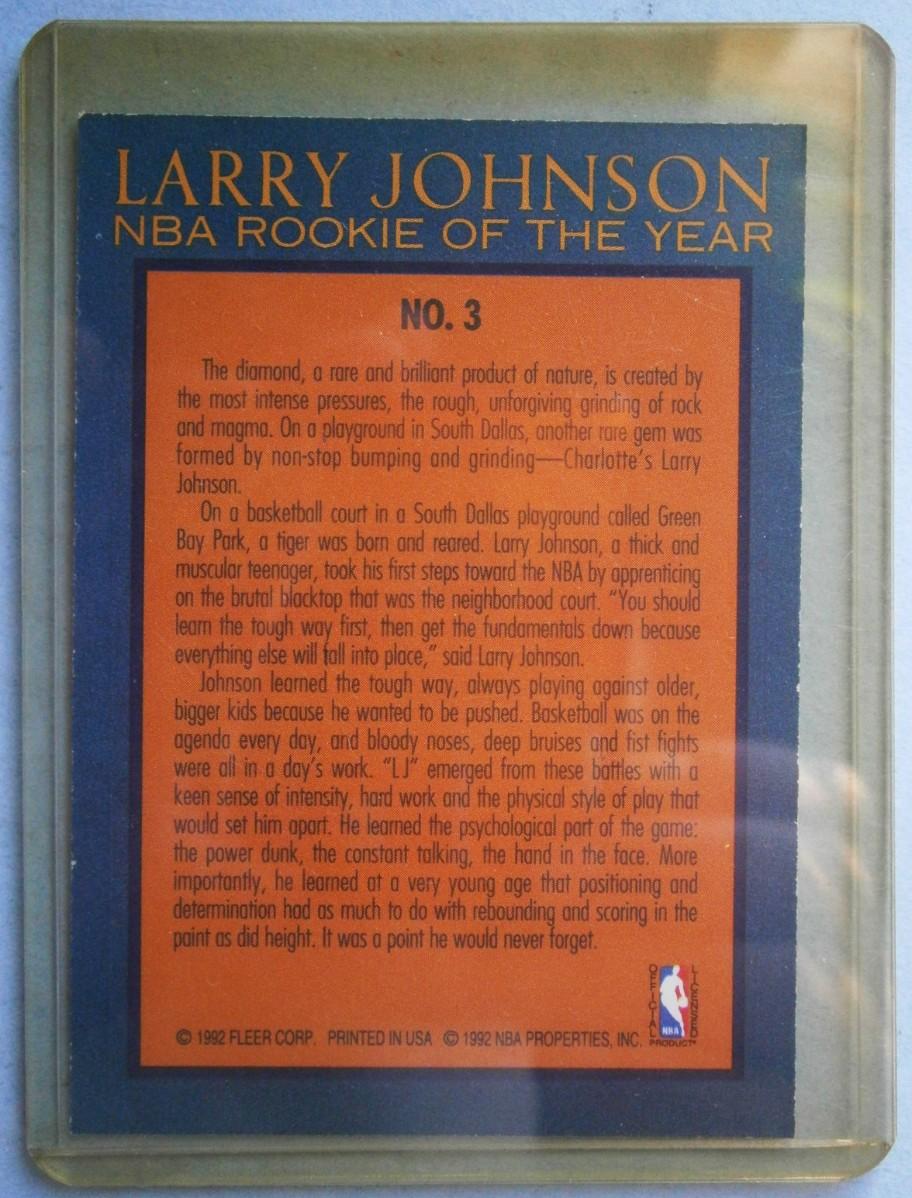 LARRY JOHNSON
NBA ROOKIE OF THE YEAR
NO. 3
The diamond, a rare and brilliant product of nature, is created by
the most intense pressures, the rough, unforgiving grinding of rock
and magma. On a playground in South Dallas, another rare gem was
formed by non-stop bumping and grinding—Charlotte's Larry
Johnson.
On a basketball court in a South Dallas playground called Green
Bay Park, a tiger was born and reared. Larry Johnson, a thick and
muscular teenager, took his first steps toward the NBA by apprenticing
on the brutal blacktop that was the neighborhood court. "You should
learn the tough way first, then get the fundamentals down because
everything else will fall into place," said Larry Johnson.
Johnson learned the tough way, always playing against older,
bigger kids because he wanted to be pushed. Basketball was on the
agenda every day, and bloody noses, deep bruises and fist fights
were all in a day's work. "LJ" emerged from these battles with a
keen sense of intensity, hard work and the physical style of play that
would set him apart. He learned the psychological part of the game:
the power dunk, the constant talking, the hand in the face. More
importantly, he learned at a very young age that positioning and
determination had as much to do with rebounding and scoring in the
paint as did height. It was a point he would never forget.
© 1992 FLEER CORP. PRINTED IN USA © 1992 NBA PROPERTIES, INC.
OFFICIAL
LICENSED
NBA
PRODUCT